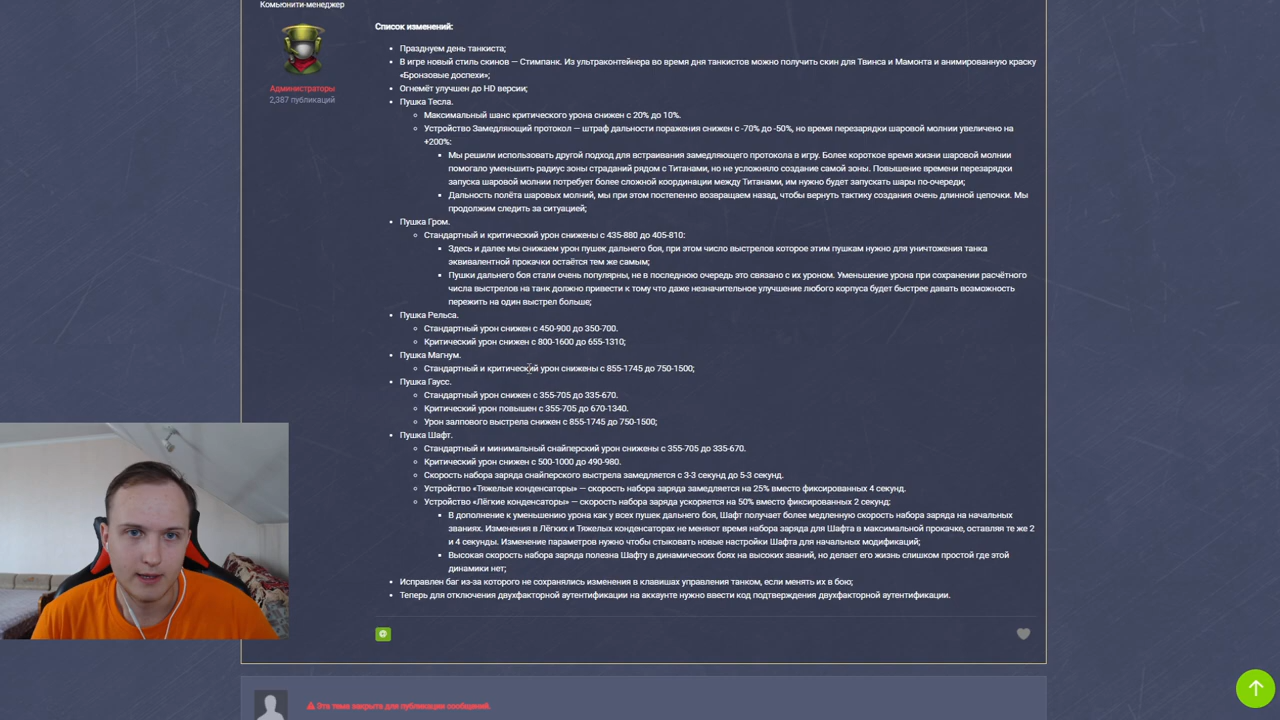 Комьюнити-менеджер
Администраторы
2,387 публикаций
Список изменений:
Празднуем день танкиста;
В игре новый стиль скинов — Стимпанк. Из ультраконтейнера во время дня танкистов можно получить скин для Твинса и Мамонта и анимированную краску
«Бронзовые доспехи»;
Огнемёт улучшен до HD версии;
Пушка Тесла.
Максимальный шанс критического урона снижен с 20% до 10%.
Устройство Замедляющий протокол — штраф дальности поражения снижен с -70% до -50%, но время перезарядки шаровой молнии увеличено на
+200%:
Мы решили использовать другой подход для встраивания замедляющего протокола в игру. Более короткое время жизни шаровой молнии
помогало уменьшить радиус зоны страданий рядом с Титанами, но не усложняло создание самой зоны. Повышение времени перезарядки
запуска шаровой молнии потребует более сложной координации между Титанами, им нужно будет запускать шары по-очереди;
Дальность полёта шаровых молний, мы при этом постепенно возвращаем назад, чтобы вернуть тактику создания очень длинной цепочки. Мы
продолжим следить за ситуацией;
Пушка Гром.
Стандартный и критический урон снижены с 435-880 до 405-810:
Здесь и далее мы снижаем урон пушек дальнего боя, при этом число выстрелов которое этим пушкам нужно для уничтожения танка
эквивалентной прокачки остаётся тем же самым;
Пушки дальнего боя стали очень популярны, не в последнюю очередь это связано с их уроном. Уменьшение урона при сохранении расчётного
числа выстрелов на танк должно привести к тому что даже незначительное улучшение любого корпуса будет быстрее давать возможность
пережить на один выстрел больше;
Пушка Рельса.
Стандартный урон снижен с 450-900 до 350-700.
Критический урон снижен с 800-1600 до 655-1310;
Пушка Магнум.
Стандартный и критический урон снижены с 855-1745 до 750-1500;
Пушка Гаусс.
Стандартный урон снижен с 355-705 до 335-670.
Критический урон повышен с 355-705 до 670-1340.
Урон залпового выстрела снижен с 855-1745 до 750-1500;
Пушка Шафт.
Стандартный и минимальный снайперский урон снижены с 355-705 до 335-670.
Критический урон снижен с 500-1000 до 490-980.
Скорость набора заряда снайперского выстрела замедляется с 3-3 секунд до 5-3 секунд.
Устройство «Тяжелые конденсаторы» — скорость набора заряда замедляется на 25% вместо фиксированных 4 секунд.
Устройство «Лёгкие конденсаторы» — скорость набора заряда ускоряется на 50% вместо фиксированных 2 секунд:
В дополнение к уменьшению урона как у всех пушек дальнего боя, Шафт получает более медленную скорость набора заряда на начальных
званиях. Изменения в Лёгких и Тяжелых конденсаторах не меняют время набора заряда для Шафта в максимальной прокачке, оставляя те же 2
и 4 секунды. Изменение параметров нужно чтобы стыковать новые настройки Шафта для начальных модификаций;
Высокая скорость набора заряда полезна Шафту в динамических боях на высоких званий, но делает его жизнь слишком простой где этой
динамики нет;
Исправлен баг из-за которого не сохранялись изменения в клавишах управления танком, если менять их в бою;
Теперь для отключения двухфакторной аутентификации на аккаунте нужно ввести код подтверждения двухфакторной аутентификации.
Эта тема закрыта для публикации сообщений.